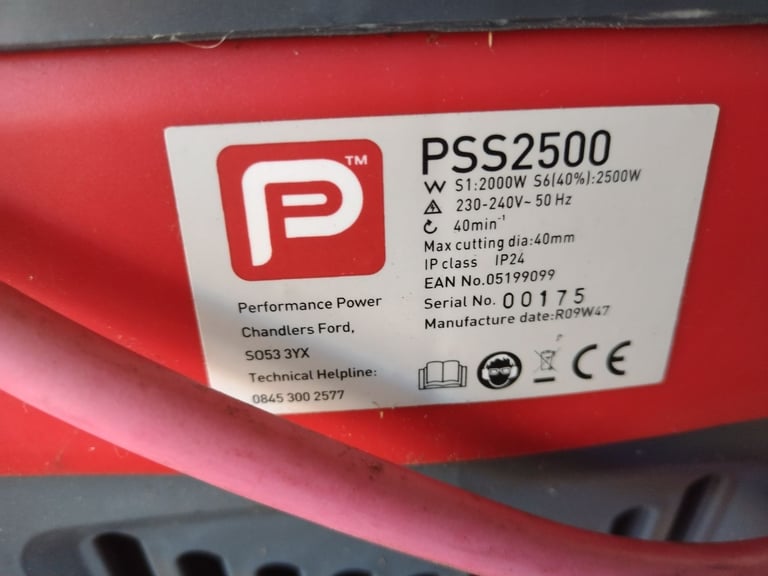 P™
Performance Power
Chandlers Ford,
SO53 3YX
Technical Helpline:
0845 300 2577
PSS2500
S1:2000W S6(40%):2500W
230-240V~ 50 Hz
40min⁻¹
Max cutting dia:40mm
IP class IP24
EAN No.05199099
Serial No. 00175
Manufacture date:R09W47
CE